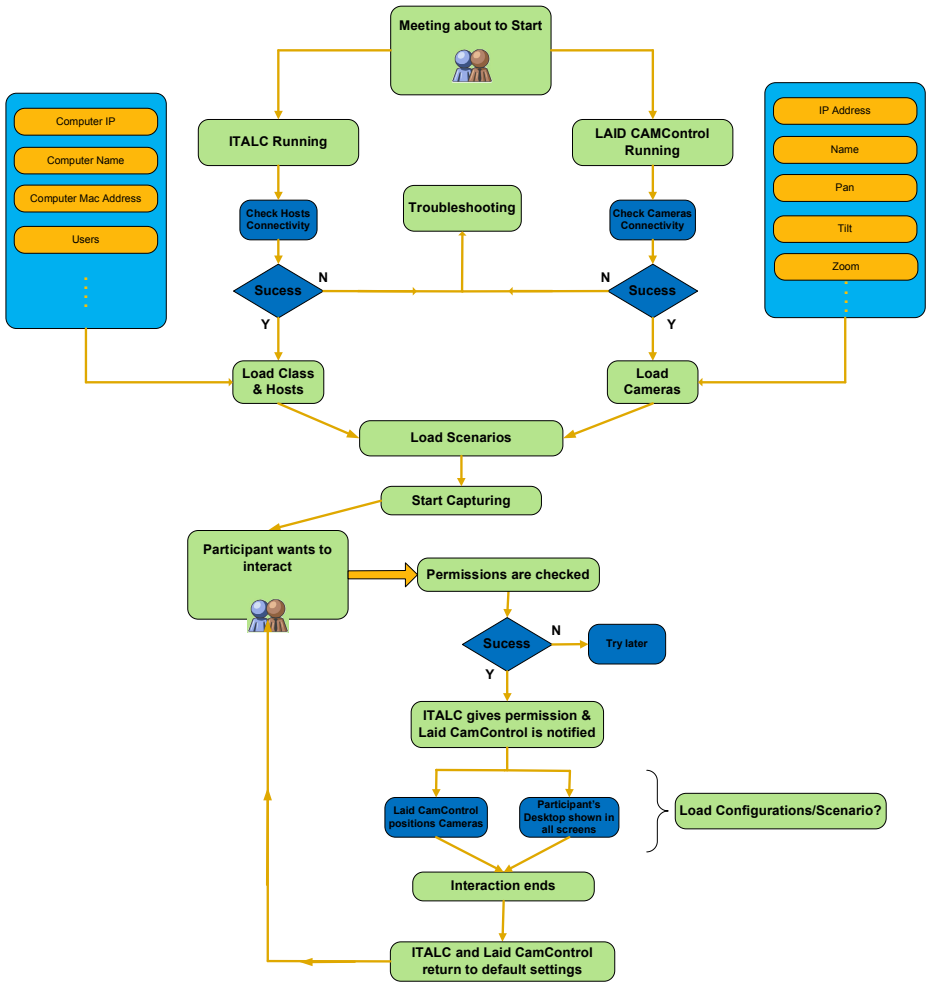 Meeting about to Start
Computer IP
Computer Name
Computer Mac Address
Users
ITALC Running
LAID CAMControl
Running
IP Address
Name
Pan
Tilt
Zoom
Check Hosts
Connectivity
Troubleshooting
Check Cameras
Connectivity
Sucess
N
Y
N
Sucess
Y
Load Class
& Hosts
Load
Cameras
Load Scenarios
Start Capturing
Participant wants to
interact
Permissions are checked
Sucess
N
Try later
Y
ITALC gives permission &
Laid CamControl is notified
Laid CamControl
positions Cameras
Participant's
Desktop shown in
all screens
Load Configurations/Scenario?
Interaction ends
ITALC and Laid CamControl
return to default settings